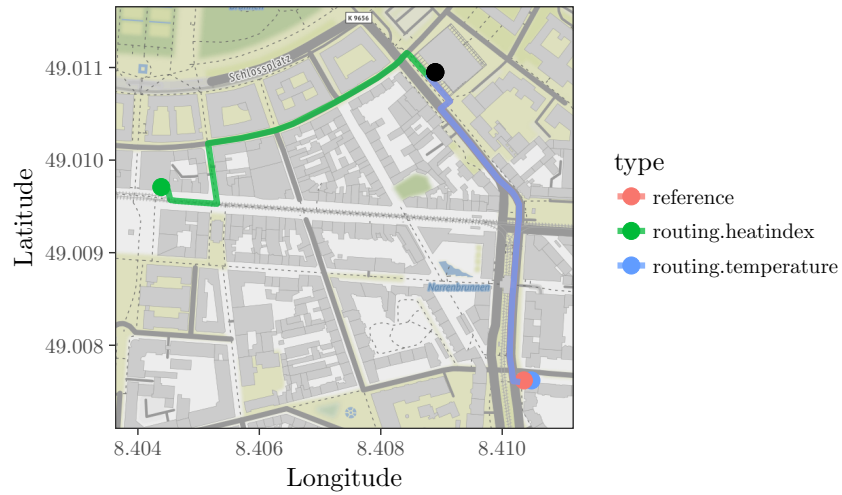 K 9656
Schlossplatz
49.011
49.010
49.009
49.008
Latitude
Narrenbrunnen
8.404
8.406
8.408
8.410
Longitude
type
reference
routing.heatindex
routing.temperature